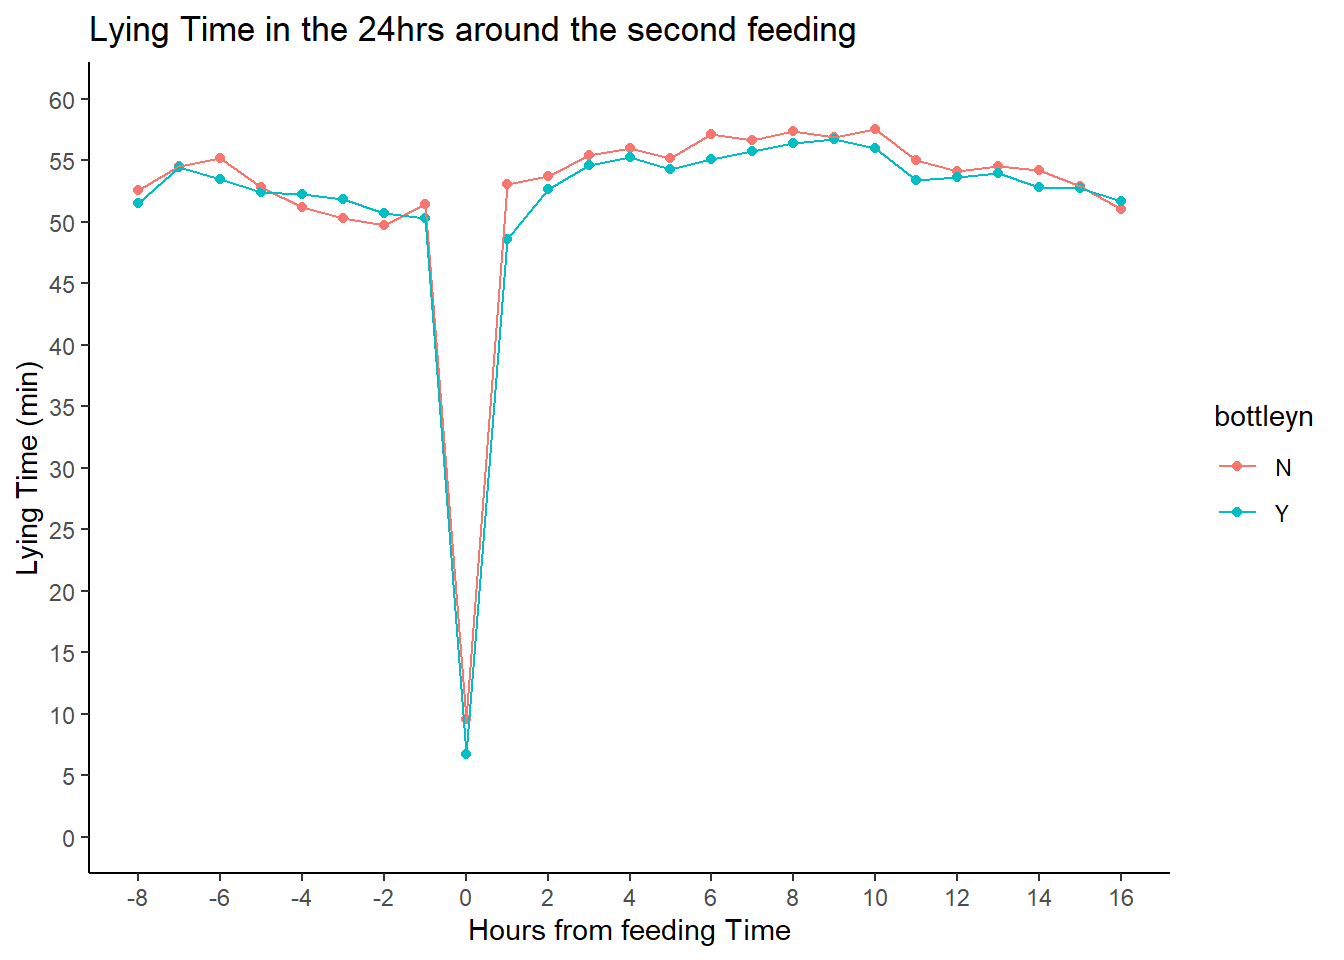 Lying Time in the 24hrs around the second feeding
60
55
50
45
40
35
30
25
20
15
10
5
0
Lying Time (min)
-8 -6 -4 -2 0 2 4 6 8 10 12 14 16
Hours from feeding Time
bottleyn
N
Y